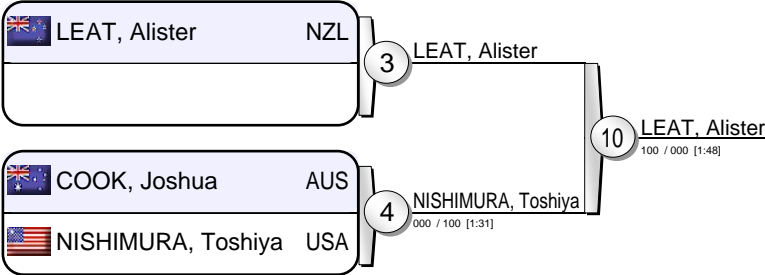 LEAT, Alister NZL
3
LEAT, Alister
10
LEAT, Alister
100 / 000 [1:48]
COOK, Joshua AUS
4
NISHIMURA, Toshiya
000 / 100 [1:31]
NISHIMURA, Toshiya USA